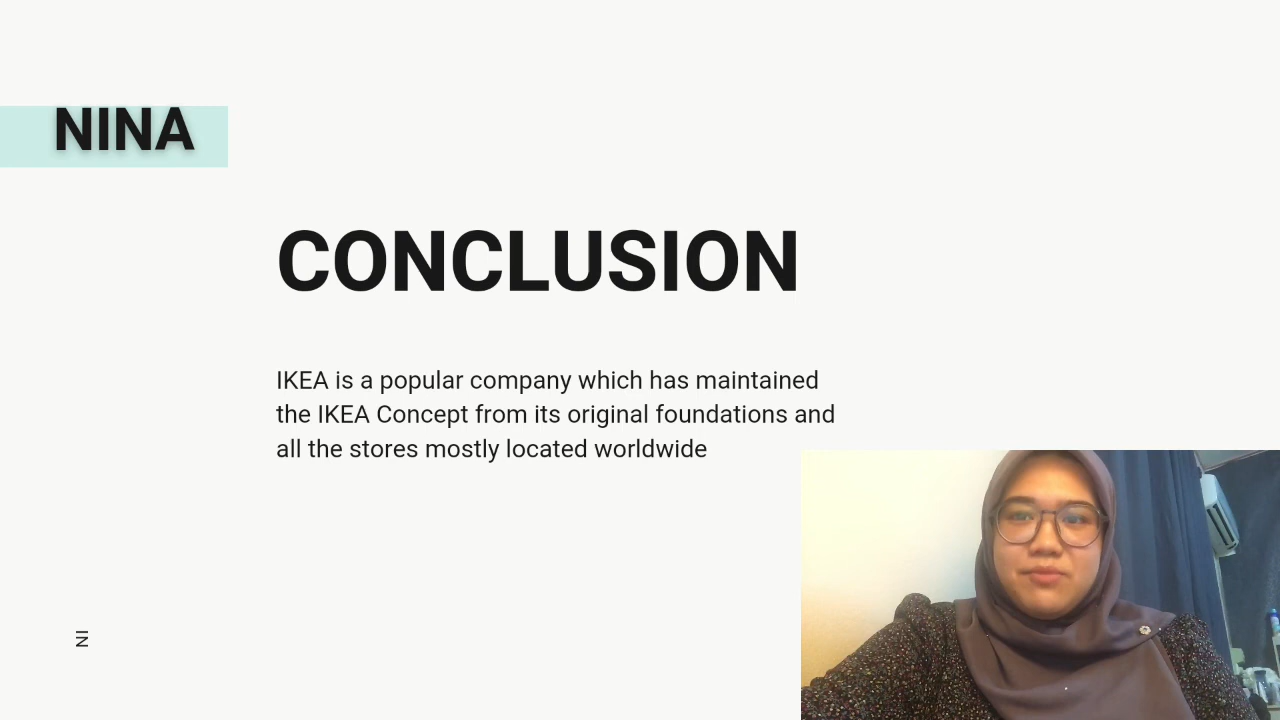 NINA
CONCLUSION
IKEA is a popular company which has maintained
the IKEA Concept from its original foundations and
all the stores mostly located worldwide
NI